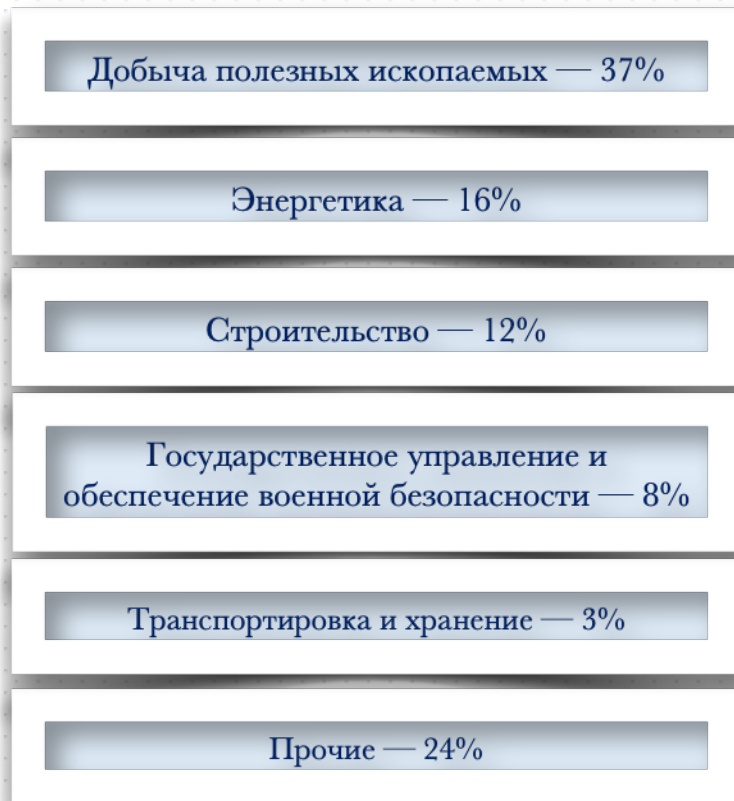 Добыча полезных ископаемых — 37%
Энергетика — 16%
Строительство — 12%
Государственное управление и
обеспечение военной безопасности — 8%
Транспортировка и хранение — 3%
Прочие — 24%